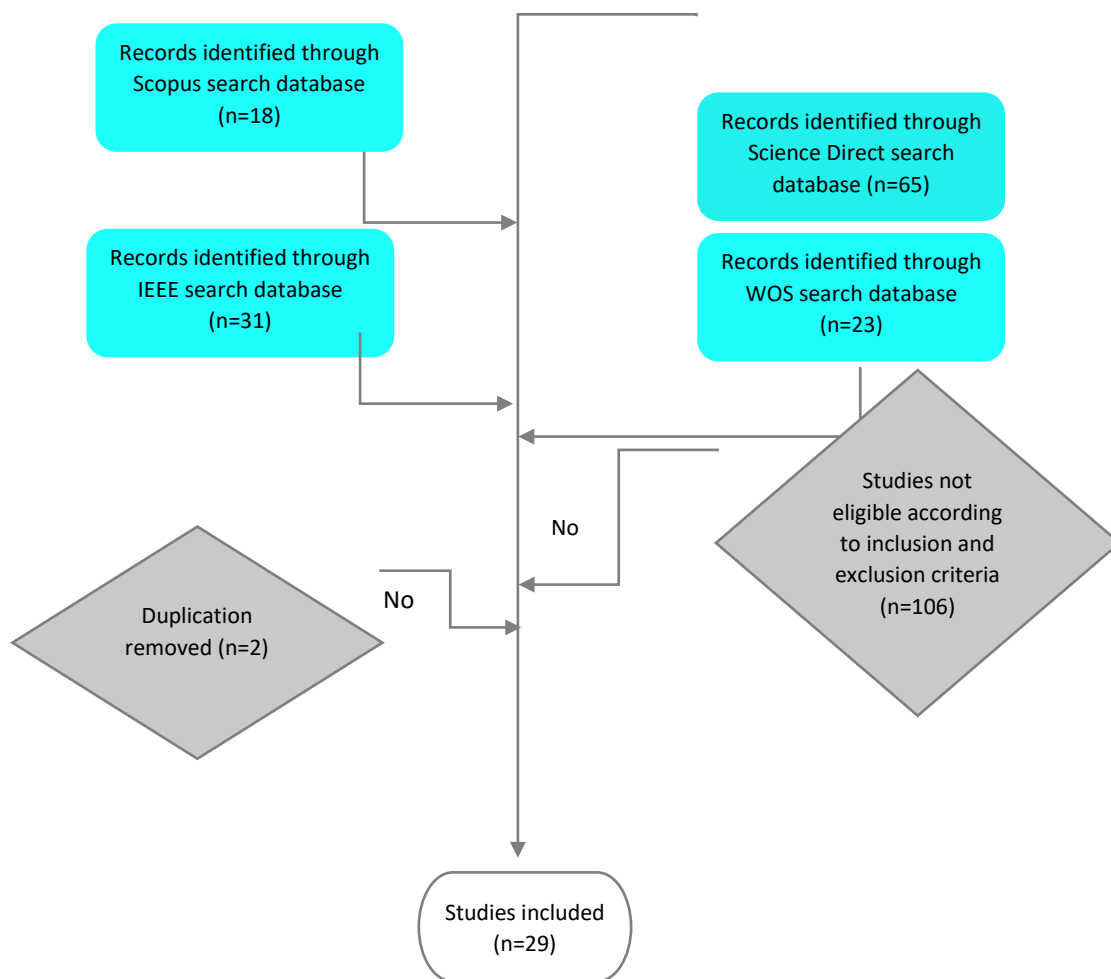 Records identified through
Scopus search database
(n=18)
Records identified through
Science Direct search
database (n=65)
Records identified through
IEEE search database
(n=31)
Records identified through
WOS search database
(n=23)
Studies not
eligible according
to inclusion and
exclusion criteria
(n=106)
No
No
Duplication
removed (n=2)
Studies included
(n=29)